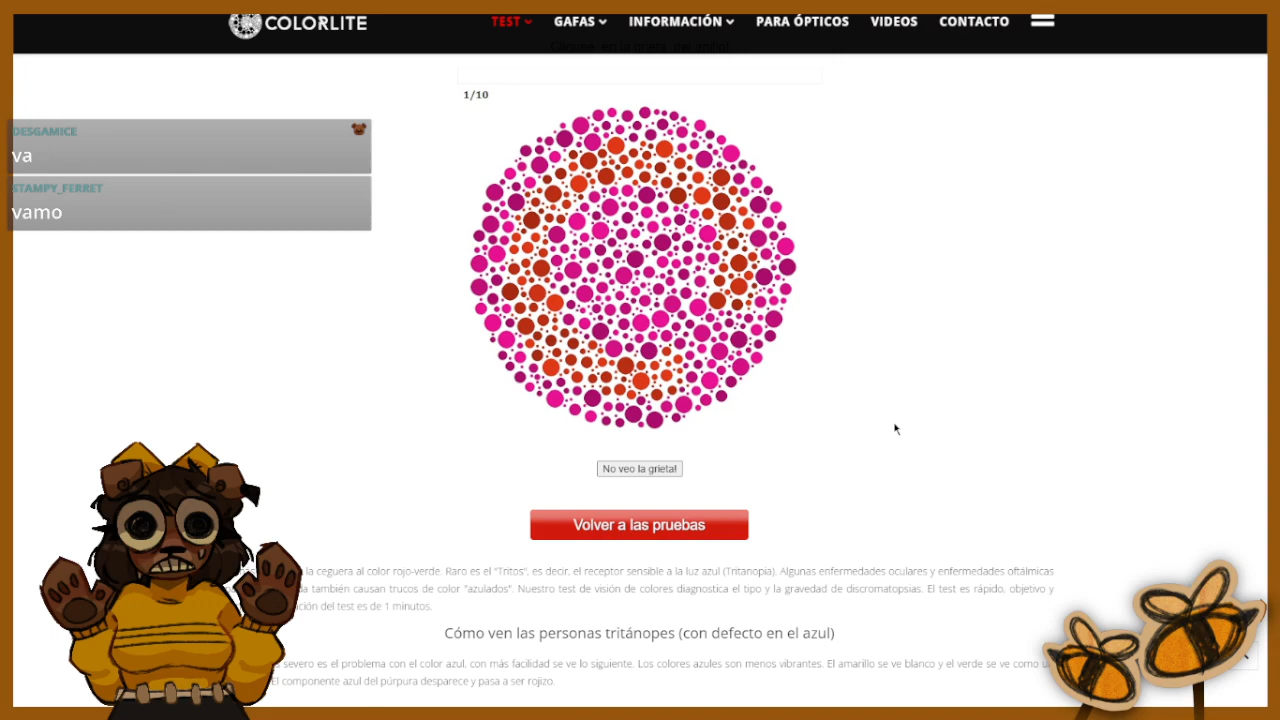 COLORLITE
TEST GAFAS INFORMACIÓN PARA ÓPTICOS VIDEOS CONTACTO
1/10
DESGAMICE
va
STAMPY_FERRET
vamo
No veo la grieta!
Volver a las pruebas
la ceguera al color rojo-verde. Raro es el "Tritos", es decir, el receptor sensible a la luz azul (Tritanopia). Algunas enfermedades oculares y enfermedades oftálmicas
también causan trucos de color "azulados". Nuestro test de visión de colores diagnostica el tipo y la gravedad de discromatopsias. El test es rápido, objetivo y
del test es de 1 minutos.
Cómo ven las personas tritánopes (con defecto en el azul)
severo es el problema con el color azul, con más facilidad se ve lo siguiente. Los colores azules son menos vibrantes. El amarillo se ve blanco y el verde se ve como
El componente azul del púrpura desparece y pasa a ser rojizo.